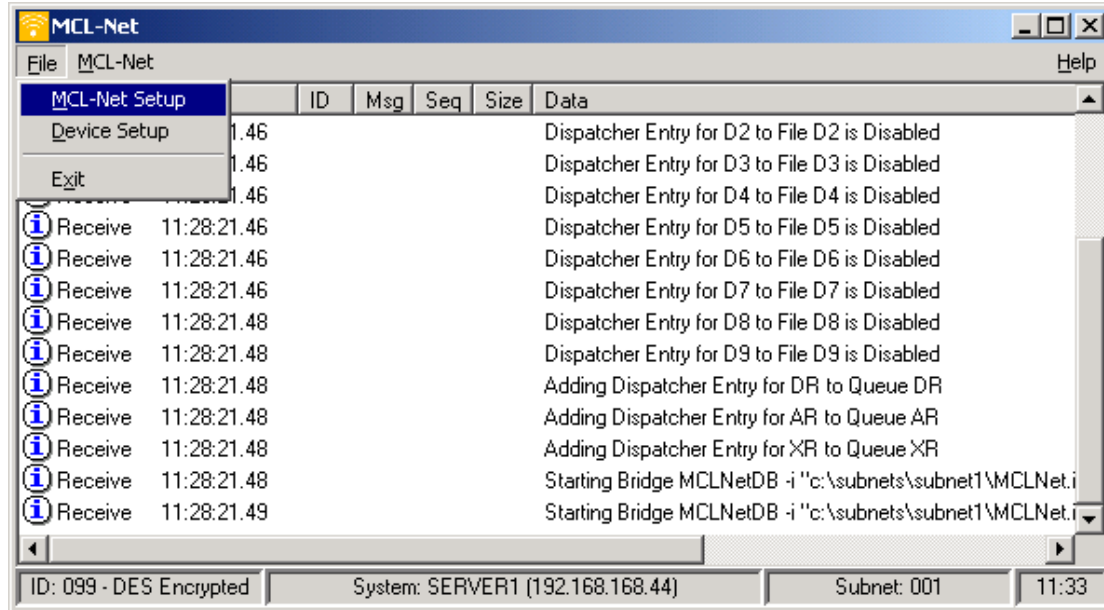 MCL-Net
File MCL-Net Help
MCL-Net Setup
Device Setup
Exit
ID Msg Seq Size Data
1.46 Dispatcher Entry for D2 to File D2 is Disabled
1.46 Dispatcher Entry for D3 to File D3 is Disabled
1.46 Dispatcher Entry for D4 to File D4 is Disabled
Receive 11:28:21.46 Dispatcher Entry for D5 to File D5 is Disabled
Receive 11:28:21.46 Dispatcher Entry for D6 to File D6 is Disabled
Receive 11:28:21.46 Dispatcher Entry for D7 to File D7 is Disabled
Receive 11:28:21.48 Dispatcher Entry for D8 to File D8 is Disabled
Receive 11:28:21.48 Dispatcher Entry for D9 to File D9 is Disabled
Receive 11:28:21.48 Adding Dispatcher Entry for DR to Queue DR
Receive 11:28:21.48 Adding Dispatcher Entry for AR to Queue AR
Receive 11:28:21.48 Adding Dispatcher Entry for XR to Queue XR
Receive 11:28:21.48 Starting Bridge MCLNetDB -i "c:\subnets\subnet1\MCLNet.i
Receive 11:28:21.49 Starting Bridge MCLNetDB -i "c:\subnets\subnet1\MCLNet.i
ID: 099 - DES Encrypted System: SERVER1 (192.168.168.44) Subnet: 001 11:33